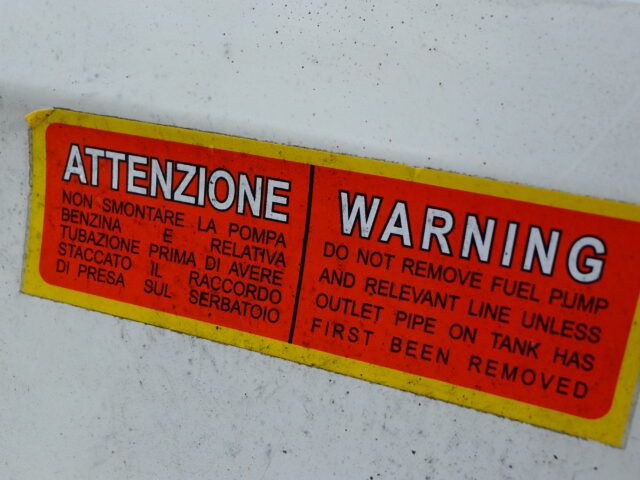 ATTENZIONE
NON SMONTARE LA POMPA
BENZINA E RELATIVA
TUBAZIONE PRIMA DI AVERE
STACCATO IL RACCORDO
DI PRESA SUL SERBATOIO
WARNING
DO NOT REMOVE FUEL PUMP
AND RELEVANT LINE UNLESS
OUTLET PIPE ON TANK HAS
FIRST BEEN REMOVED